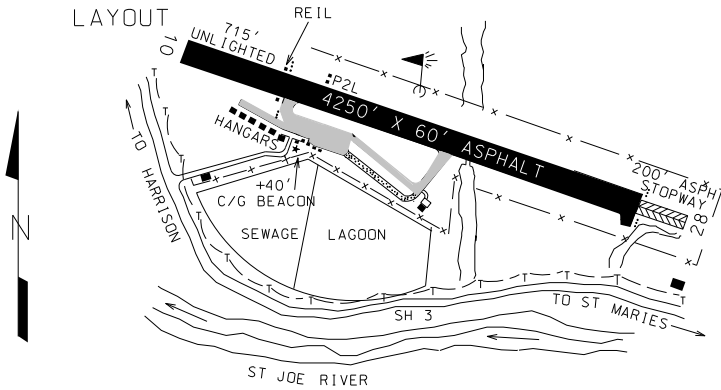 LAYOUT
REIL
715'
UNLIGHTED
10
P2L
4250' X 60' ASPHALT
HANGARS
200' ASPH
STOPWAY
28
TO HARRISON
+40'
C/G BEACON
SEWAGE LAGOON
N
SH 3
TO ST MARIES
ST JOE RIVER